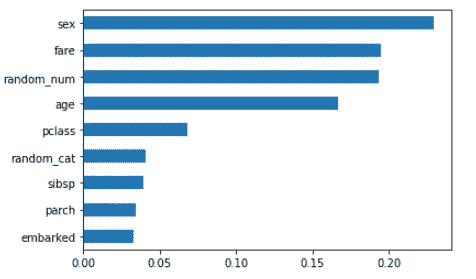 sex
fare
random_num
age
pclass
random_cat
sibsp
parch
embarked
0.00 0.05 0.10 0.15 0.20